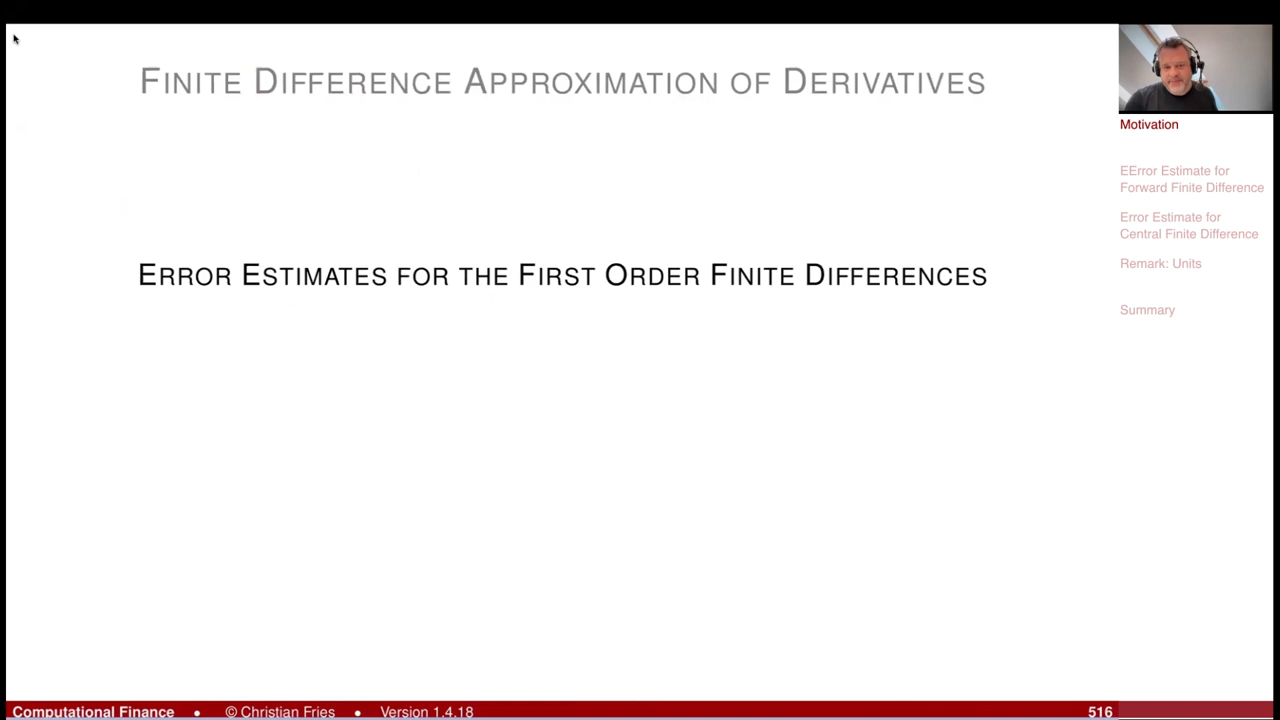 FINITE DIFFERENCE APPROXIMATION OF DERIVATIVES
ERROR ESTIMATES FOR THE FIRST ORDER FINITE DIFFERENCES
Motivation
EError Estimate for
Forward Finite Difference
Error Estimate for
Central Finite Difference
Remark: Units
Summary
Computational Finance • © Christian Fries • Version 1.4.18 516